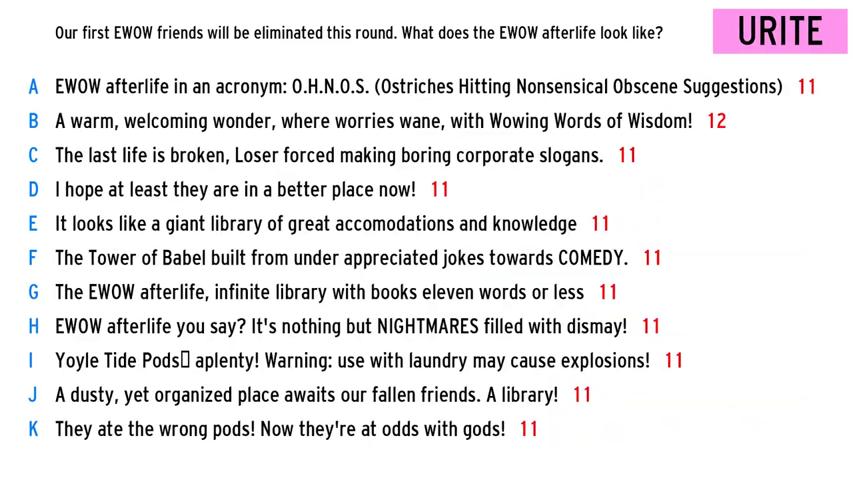 Our first EWOW friends will be eliminated this round. What does the EWOW afterlife look like?
URITE
A EWOW afterlife in an acronym: O.H.N.O.S. (Ostriches Hitting Nonsensical Obscene Suggestions) 11
B A warm, welcoming wonder, where worries wane, with Wowing Words of Wisdom! 12
C The last life is broken, Loser forced making boring corporate slogans. 11
D I hope at least they are in a better place now! 11
E It looks like a giant library of great accomodations and knowledge 11
F The Tower of Babel built from under appreciated jokes towards COMEDY. 11
G The EWOW afterlife, infinite library with books eleven words or less 11
H EWOW afterlife you say? It's nothing but NIGHTMARES filled with dismay! 11
I Yoyle Tide Pods▯ aplenty! Warning: use with laundry may cause explosions! 11
J A dusty, yet organized place awaits our fallen friends. A library! 11
K They ate the wrong pods! Now they're at odds with gods! 11